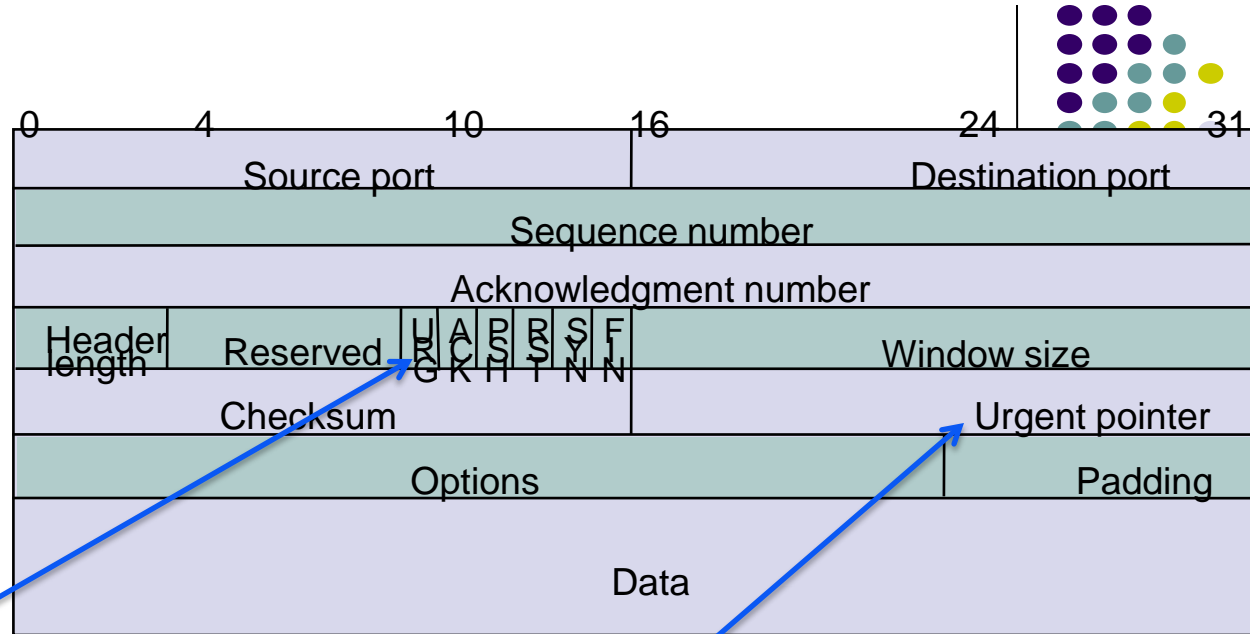 0 4 10 16 24 31
Source port Destination port
Sequence number
Acknowledgment number
Header length Reserved URG ACK PSH RST SYN FIN Window size
Checksum Urgent pointer
Options Padding
Data